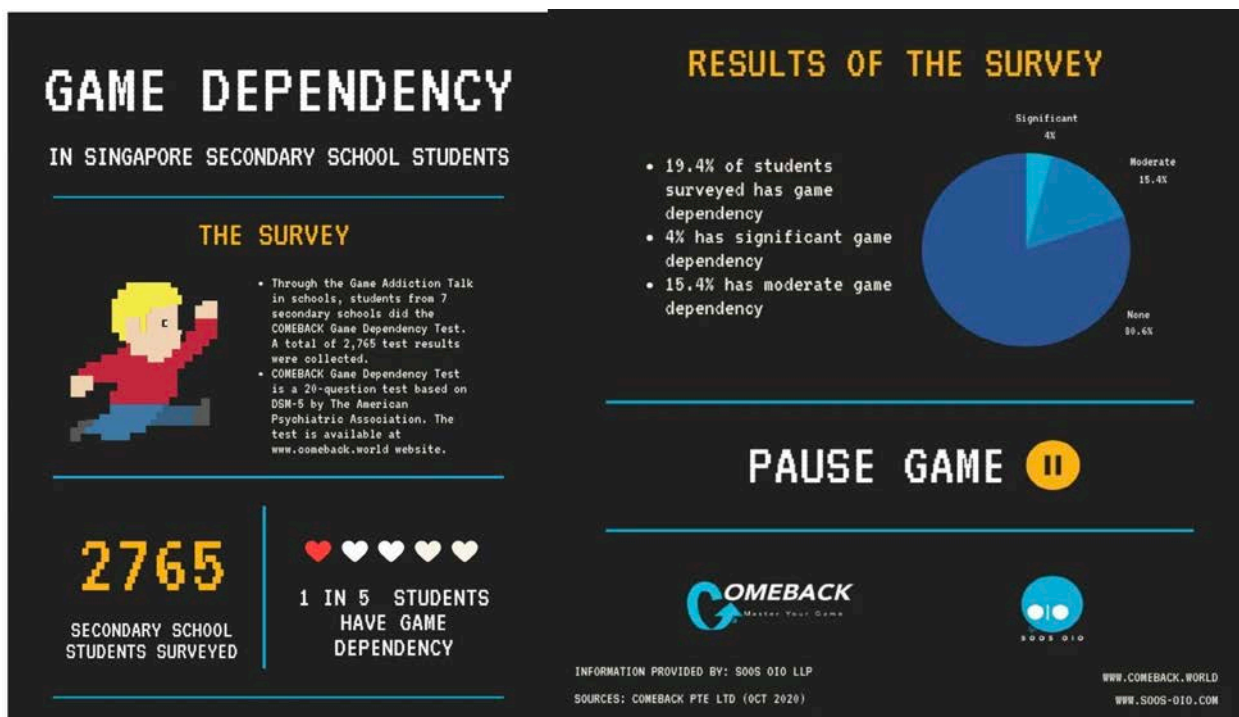 GAME DEPENDENCY
IN SINGAPORE SECONDARY SCHOOL STUDENTS
THE SURVEY
• Through the Game Addiction Talk
in schools, students from 7
secondary schools did the
COMEBACK Game Dependency Test.
A total of 2,765 test results
were collected.
• COMEBACK Game Dependency Test
is a 20-question test based on
DSM-5 by The American
Psychiatric Association. The
test is available at
www.comeback.world website.
2765
SECONDARY SCHOOL
STUDENTS SURVEYED
1 IN 5 STUDENTS
HAVE GAME
DEPENDENCY
RESULTS OF THE SURVEY
• 19.4% of students
surveyed has game
dependency
• 4% has significant game
dependency
• 15.4% has moderate game
dependency
Significant
4%
Moderate
15.4%
None
80.6%
PAUSE GAME
COMEBACK
Master Your Game
OIO
SOOS OIO
INFORMATION PROVIDED BY: SOOS OIO LLP
SOURCES: COMEBACK PTE LTD (OCT 2020)
WWW.COMEBACK.WORLD
WWW.SOOS-OIO.COM